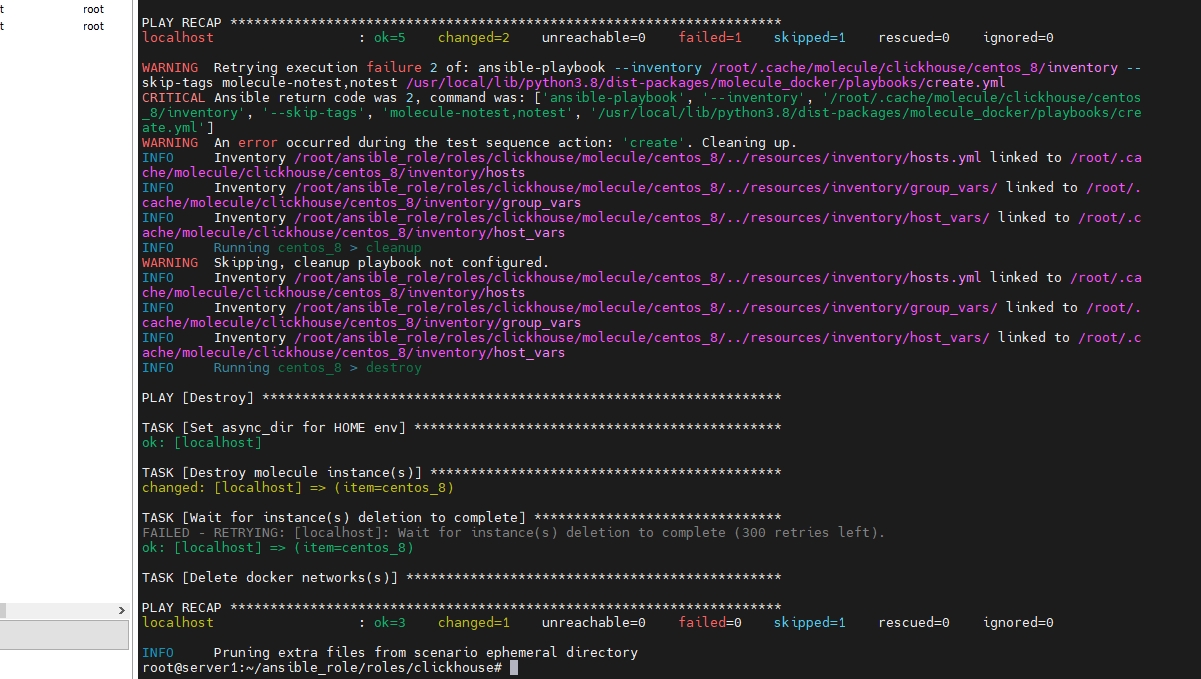 t root
t root
PLAY RECAP *********************************************************************
localhost : ok=5 changed=2 unreachable=0 failed=1 skipped=1 rescued=0 ignored=0
WARNING Retrying execution failure 2 of: ansible-playbook --inventory /root/.cache/molecule/clickhouse/centos_8/inventory --
skip-tags molecule-notest,notest /usr/local/lib/python3.8/dist-packages/molecule_docker/playbooks/create.yml
CRITICAL Ansible return code was 2, command was: ['ansible-playbook', '--inventory', '/root/.cache/molecule/clickhouse/centos
_8/inventory', '--skip-tags', 'molecule-notest,notest', '/usr/local/lib/python3.8/dist-packages/molecule_docker/playbooks/cre
ate.yml']
WARNING An error occurred during the test sequence action: 'create'. Cleaning up.
INFO Inventory /root/ansible_role/roles/clickhouse/molecule/centos_8/../resources/inventory/hosts.yml linked to /root/.ca
che/molecule/clickhouse/centos_8/inventory/hosts
INFO Inventory /root/ansible_role/roles/clickhouse/molecule/centos_8/../resources/inventory/group_vars/ linked to /root/.
cache/molecule/clickhouse/centos_8/inventory/group_vars
INFO Inventory /root/ansible_role/roles/clickhouse/molecule/centos_8/../resources/inventory/host_vars/ linked to /root/.c
ache/molecule/clickhouse/centos_8/inventory/host_vars
INFO Running centos_8 > cleanup
WARNING Skipping, cleanup playbook not configured.
INFO Inventory /root/ansible_role/roles/clickhouse/molecule/centos_8/../resources/inventory/hosts.yml linked to /root/.ca
che/molecule/clickhouse/centos_8/inventory/hosts
INFO Inventory /root/ansible_role/roles/clickhouse/molecule/centos_8/../resources/inventory/group_vars/ linked to /root/.
cache/molecule/clickhouse/centos_8/inventory/group_vars
INFO Inventory /root/ansible_role/roles/clickhouse/molecule/centos_8/../resources/inventory/host_vars/ linked to /root/.c
ache/molecule/clickhouse/centos_8/inventory/host_vars
INFO Running centos_8 > destroy
PLAY [Destroy] *****************************************************************
TASK [Set async_dir for HOME env] **********************************************
ok: [localhost]
TASK [Destroy molecule instance(s)] ********************************************
changed: [localhost] => (item=centos_8)
TASK [Wait for instance(s) deletion to complete] *******************************
FAILED - RETRYING: [localhost]: Wait for instance(s) deletion to complete (300 retries left).
ok: [localhost] => (item=centos_8)
TASK [Delete docker networks(s)] ***********************************************
PLAY RECAP *********************************************************************
localhost : ok=3 changed=1 unreachable=0 failed=0 skipped=1 rescued=0 ignored=0
INFO Pruning extra files from scenario ephemeral directory
root@server1:~/ansible_role/roles/clickhouse#